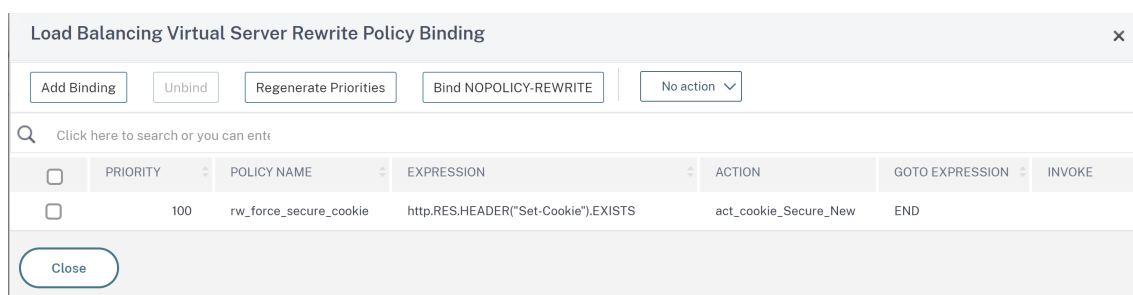 Load Balancing Virtual Server Rewrite Policy Binding
Add Binding Unbind Regenerate Priorities Bind NOPOLICY-REWRITE No action
Click here to search or you can ente
PRIORITY POLICY NAME EXPRESSION ACTION GOTO EXPRESSION INVOKE
100 rw_force_secure_cookie http.RES.HEADER("Set-Cookie").EXISTS act_cookie_Secure_New END
Close